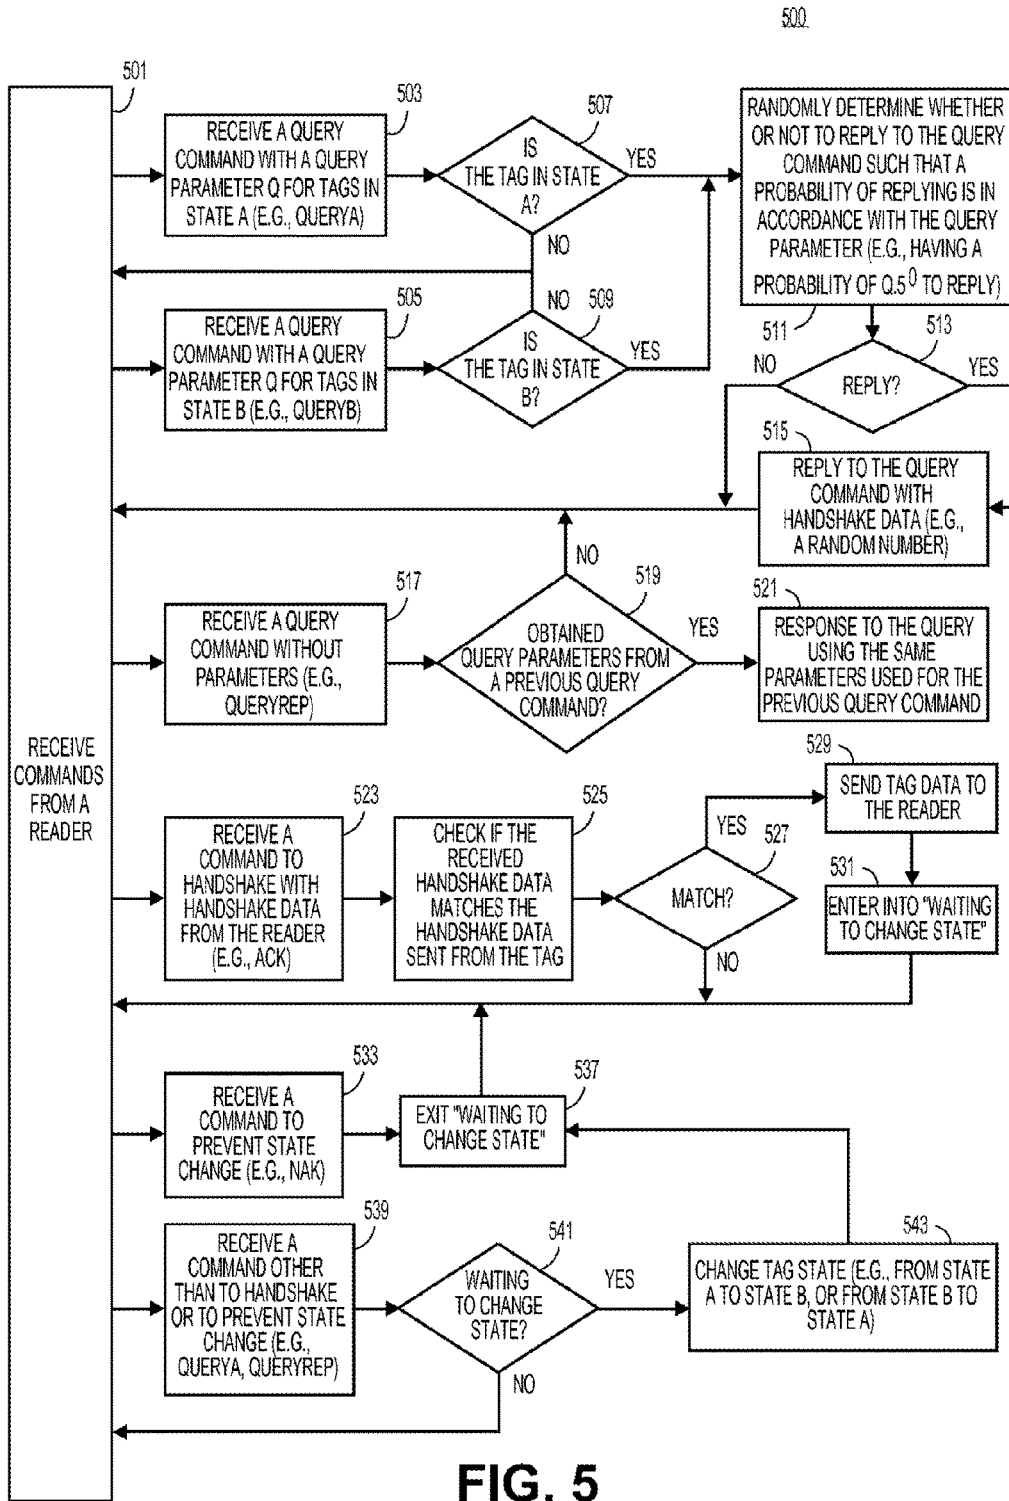 500
501
RECEIVE
COMMANDS
FROM A
READER
503
RECEIVE A QUERY
COMMAND WITH A QUERY
PARAMETER Q FOR TAGS IN
STATE A (E.G., QUERYA)
507
IS
THE TAG IN STATE
A?
YES
NO
505
RECEIVE A QUERY
COMMAND WITH A QUERY
PARAMETER Q FOR TAGS IN
STATE B (E.G., QUERYB)
NO
509
IS
THE TAG IN STATE
B?
YES
RANDOMLY DETERMINE WHETHER
OR NOT TO REPLY TO THE QUERY
COMMAND SUCH THAT A
PROBABILITY OF REPLYING IS IN
ACCORDANCE WITH THE QUERY
PARAMETER (E.G., HAVING A
PROBABILITY OF Q.5^0 TO REPLY)
511
513
NO
REPLY?
YES
515
REPLY TO THE QUERY
COMMAND WITH
HANDSHAKE DATA (E.G.,
A RANDOM NUMBER)
517
RECEIVE A QUERY
COMMAND WITHOUT
PARAMETERS (E.G.,
QUERYREP)
NO
519
OBTAINED
QUERY PARAMETERS FROM
A PREVIOUS QUERY
COMMAND?
YES
521
RESPONSE TO THE QUERY
USING THE SAME
PARAMETERS USED FOR THE
PREVIOUS QUERY COMMAND
523
RECEIVE A
COMMAND TO
HANDSHAKE WITH
HANDSHAKE DATA
FROM THE READER
(E.G., ACK)
525
CHECK IF THE
RECEIVED
HANDSHAKE DATA
MATCHES THE
HANDSHAKE DATA
SENT FROM THE TAG
YES
527
MATCH?
NO
529
SEND TAG DATA TO
THE READER
531
ENTER INTO "WAITING
TO CHANGE STATE"
533
RECEIVE A
COMMAND TO
PREVENT STATE
CHANGE (E.G., NAK)
537
EXIT "WAITING TO
CHANGE STATE"
539
RECEIVE A
COMMAND OTHER
THAN TO HANDSHAKE
OR TO PREVENT STATE
CHANGE (E.G.,
QUERYA, QUERYREP)
541
WAITING
TO CHANGE
STATE?
YES
NO
543
CHANGE TAG STATE (E.G., FROM STATE
A TO STATE B, OR FROM STATE B TO
STATE A)
FIG. 5